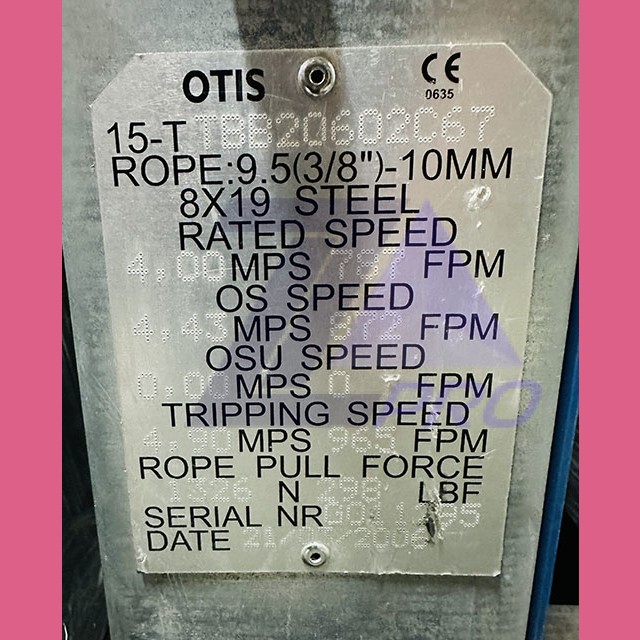 OTIS
CE
0635
15-T TBB20602C67
ROPE:9.5(3/8")-10MM
8X19 STEEL
RATED SPEED
4,00 MPS 787 FPM
OS SPEED
4,43 MPS 872 FPM
OSU SPEED
0,00 MPS 0 FPM
TRIPPING SPEED
4,90 MPS 965 FPM
ROPE PULL FORCE
1326 N 298 LBF
SERIAL NR
DATE